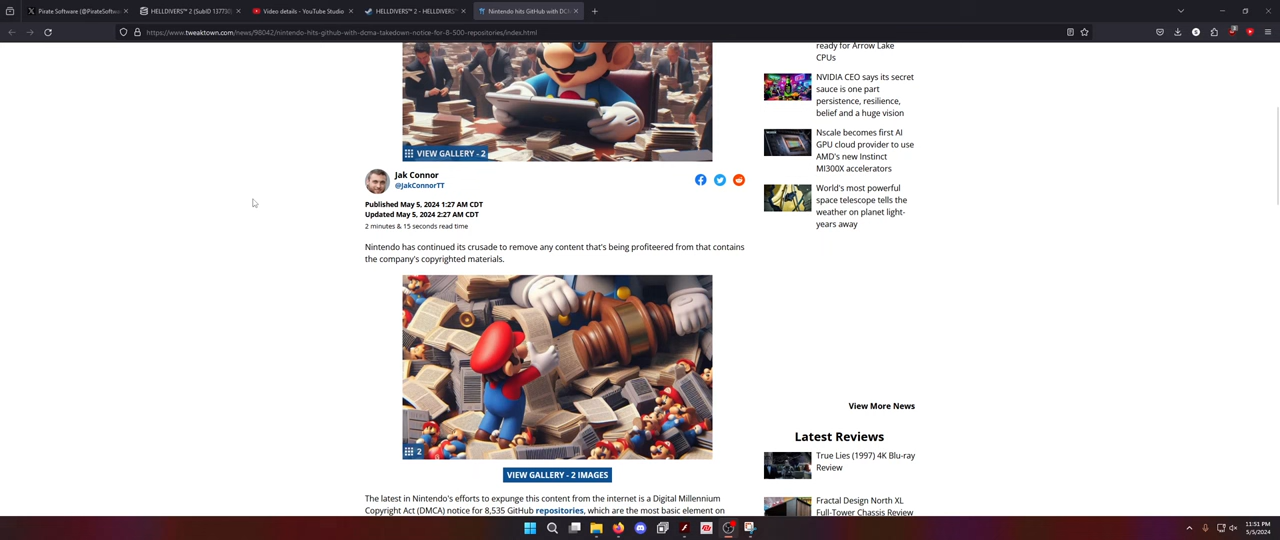 Pirate Software (@PirateSoftwa
HELLDIVERS™ 2 (SubID 137730
Video details - YouTube Studio
HELLDIVERS™ 2 - HELLDIVERS™
Nintendo hits GitHub with DCM
https://www.tweaktown.com/news/98042/nintendo-hits-github-with-dcma-takedown-notice-for-8-500-repositories/index.html
VIEW GALLERY - 2
Jak Connor
@JakConnorTT
Published May 5, 2024 1:27 AM CDT
Updated May 5, 2024 2:27 AM CDT
2 minutes & 15 seconds read time
Nintendo has continued its crusade to remove any content that's being profiteered from that contains
the company's copyrighted materials.
2
VIEW GALLERY - 2 IMAGES
The latest in Nintendo's efforts to expunge this content from the internet is a Digital Millennium
Copyright Act (DMCA) notice for 8,535 GitHub repositories, which are the most basic element on
ready for Arrow Lake
CPUs
NVIDIA CEO says its secret
sauce is one part
persistence, resilience,
belief and a huge vision
Nscale becomes first AI
GPU cloud provider to use
AMD's new Instinct
MI300X accelerators
World's most powerful
space telescope tells the
weather on planet light-
years away
View More News
Latest Reviews
True Lies (1997) 4K Blu-ray
Review
Fractal Design North XL
Full-Tower Chassis Review
11:51 PM
5/5/2024